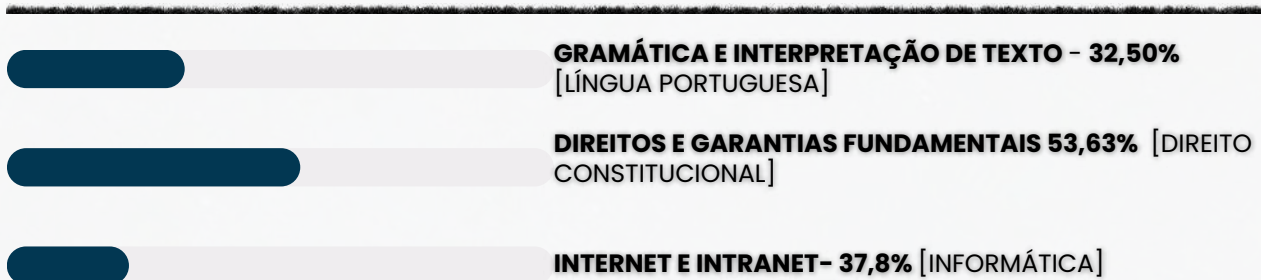 GRAMÁTICA E INTERPRETAÇÃO DE TEXTO - 32,50%
[LÍNGUA PORTUGUESA]
DIREITOS E GARANTIAS FUNDAMENTAIS 53,63% [DIREITO
CONSTITUCIONAL]
INTERNET E INTRANET- 37,8% [INFORMÁTICA]